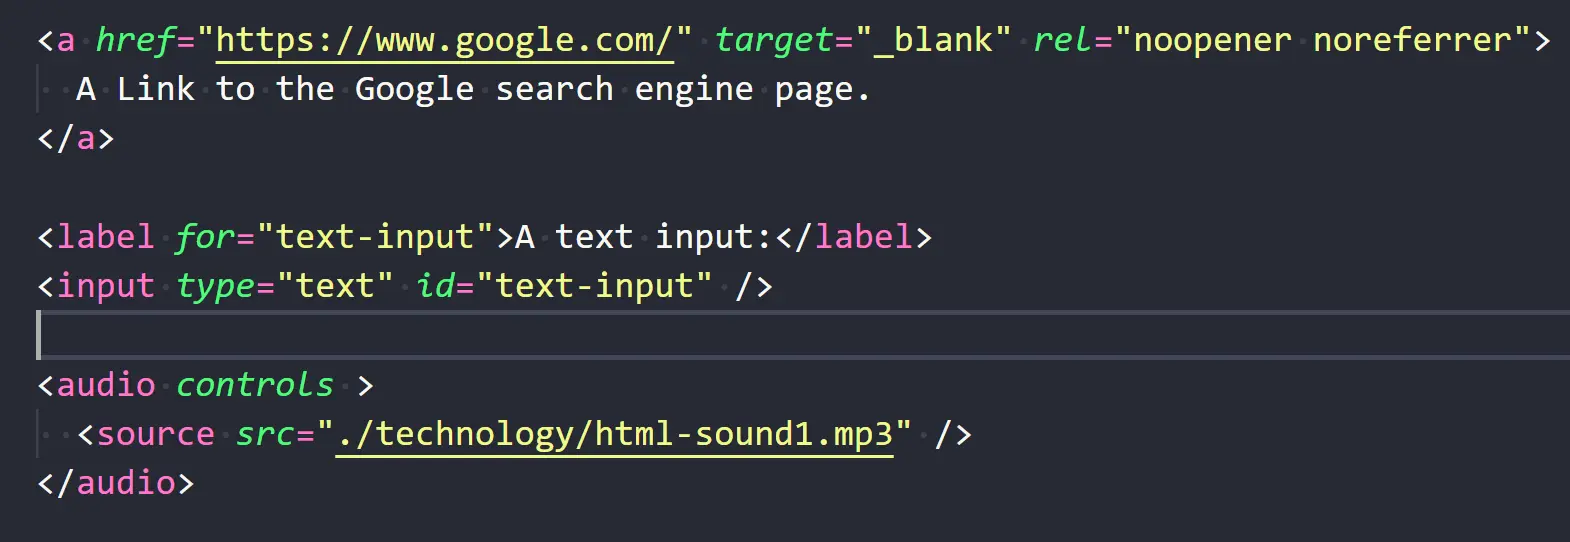 <a href="https://www.google.com/" target="_blank" rel="noopener noreferrer">
  A Link to the Google search engine page.
</a>

<label for="text-input">A text input:</label>
<input type="text" id="text-input" />

<audio controls >
  <source src="./technology/html-sound1.mp3" />
</audio>